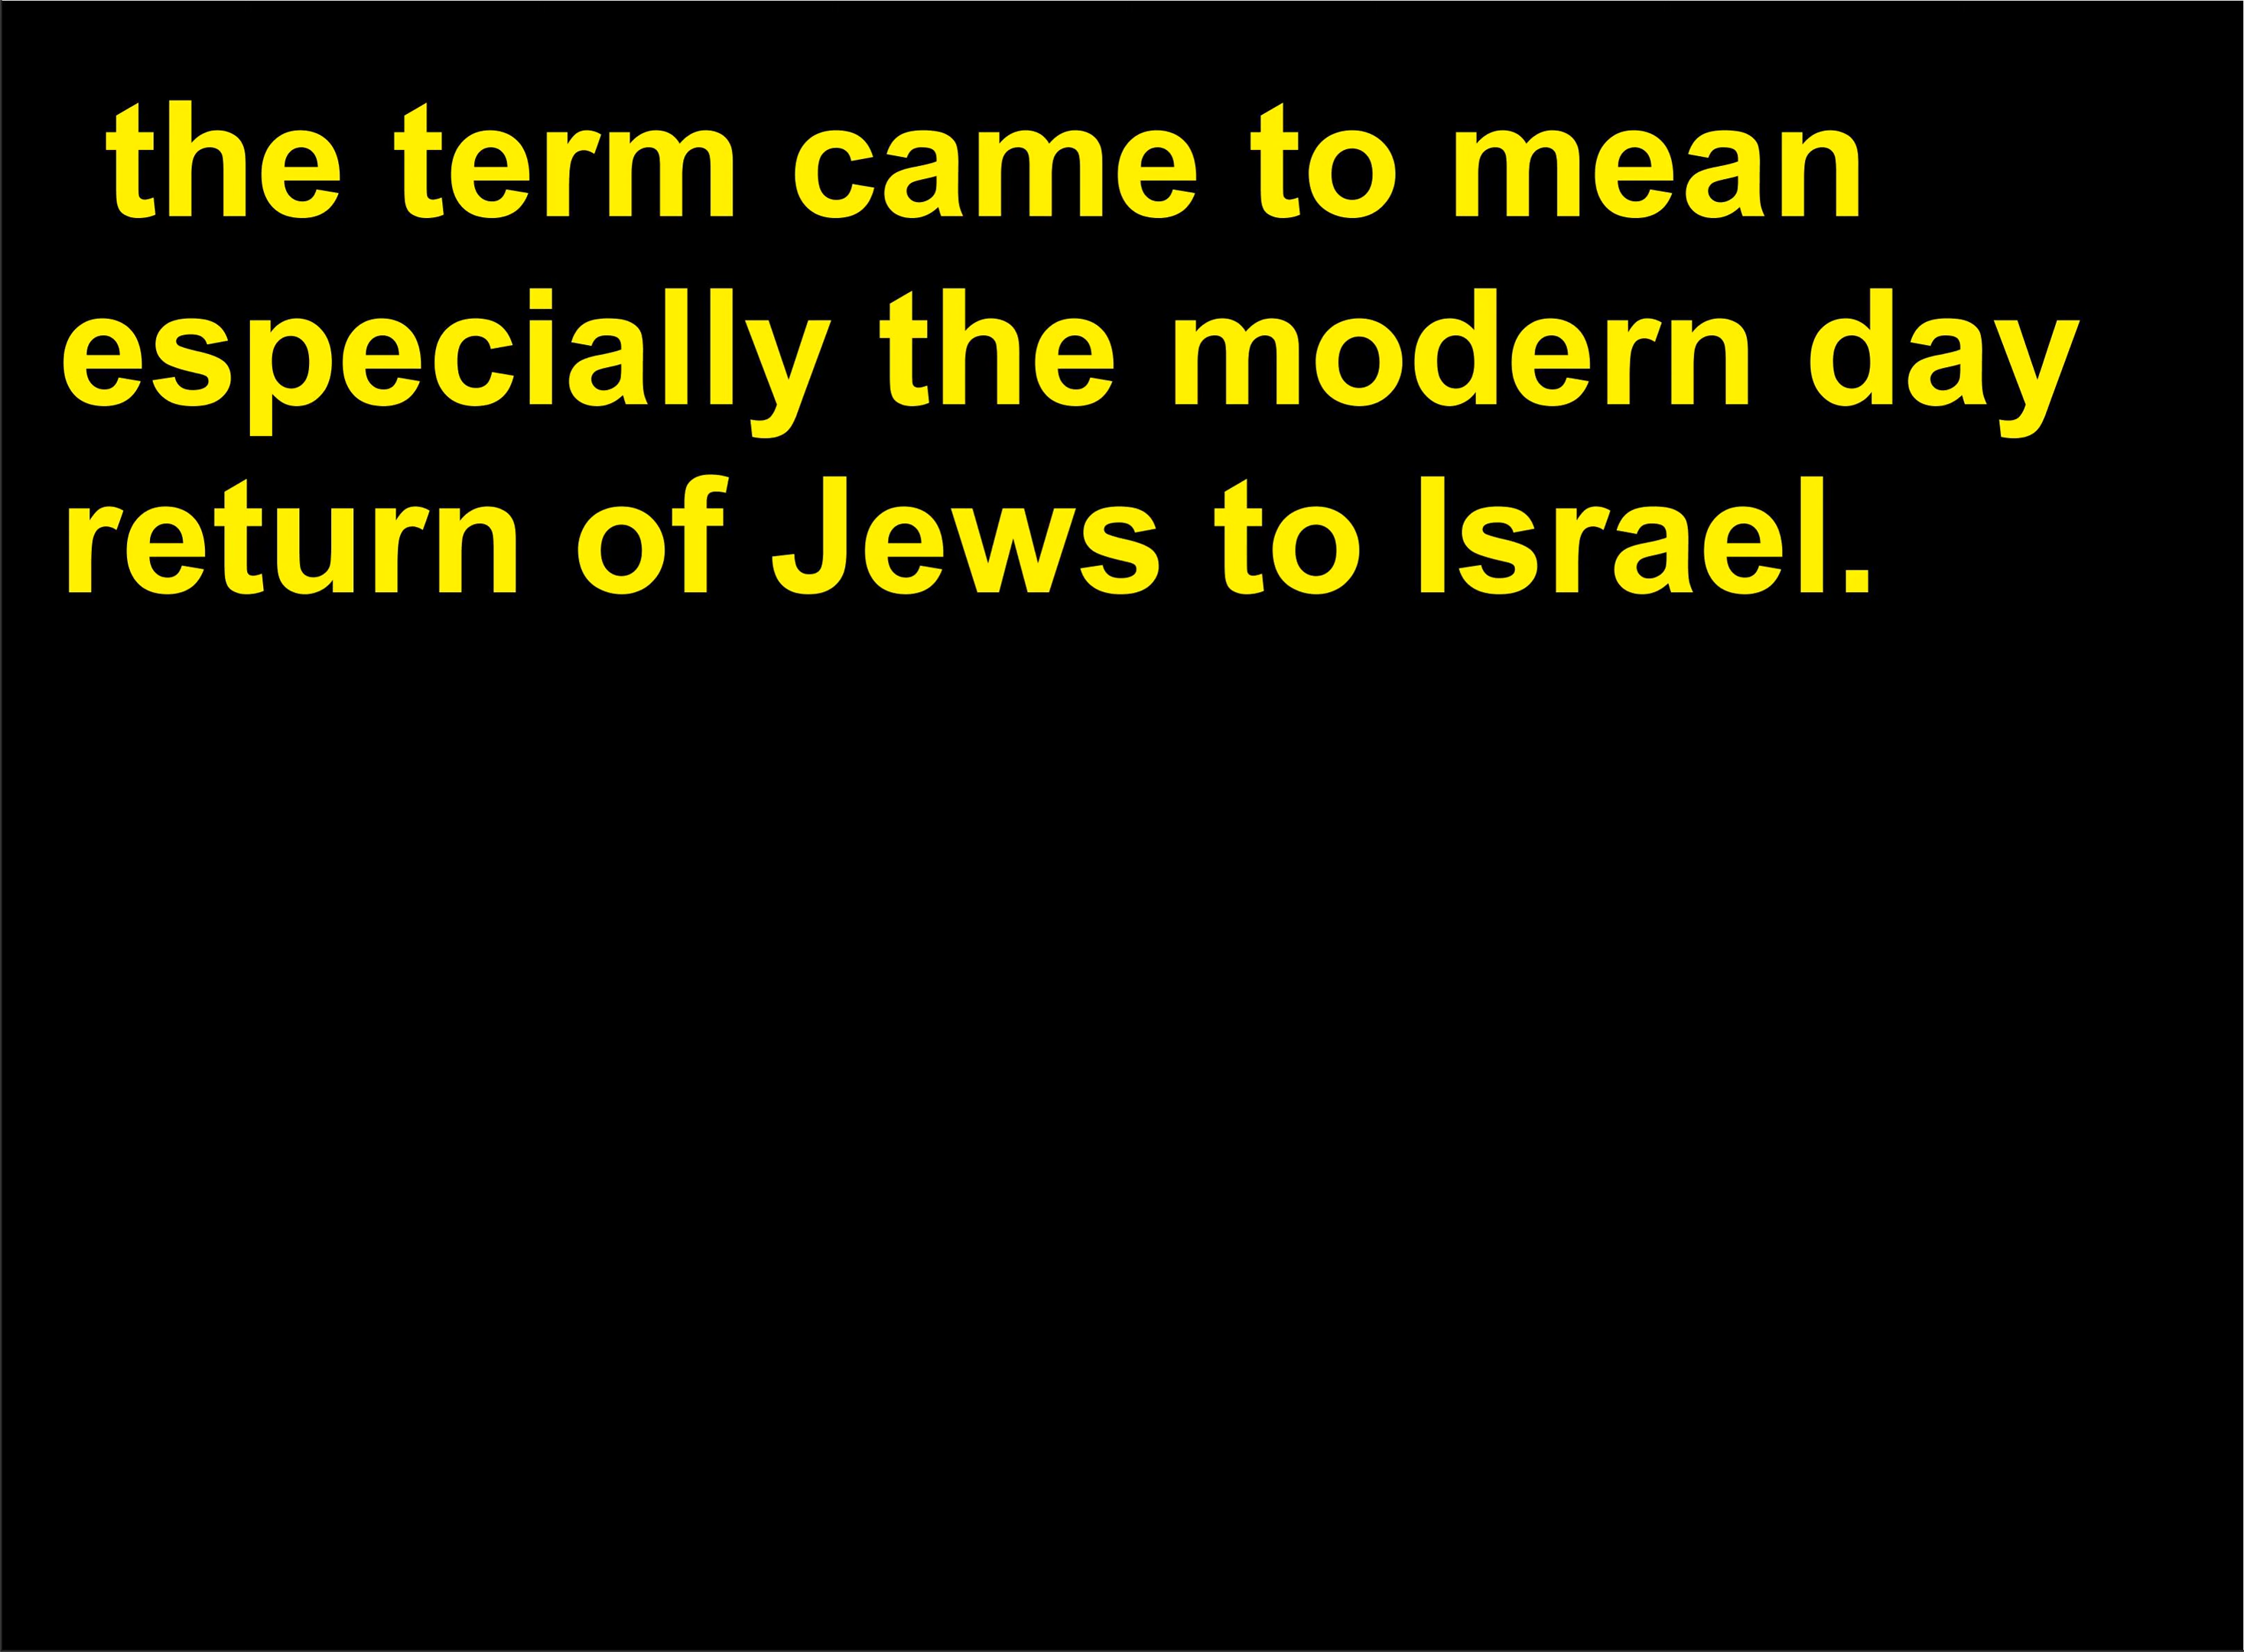 the term came to mean
especially the modern day
return of Jews to Israel.